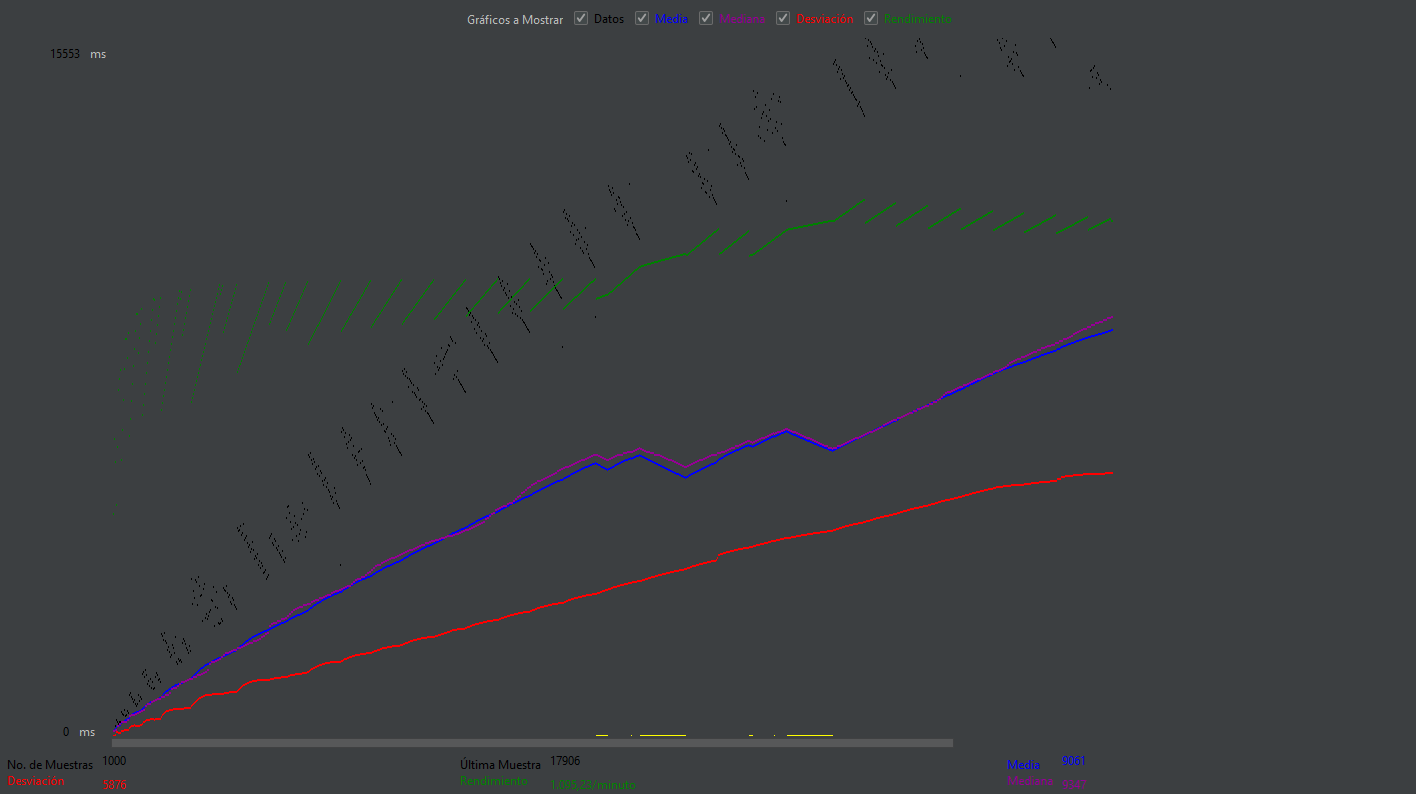 Gráficos a Mostrar Datos Media Mediana Desviación Rendimiento
15553 ms
0 ms
No. de Muestras 1000 Última Muestra 17906 Media 9061
Desviación 5876 Rendimiento 1.095,23/minuto Mediana